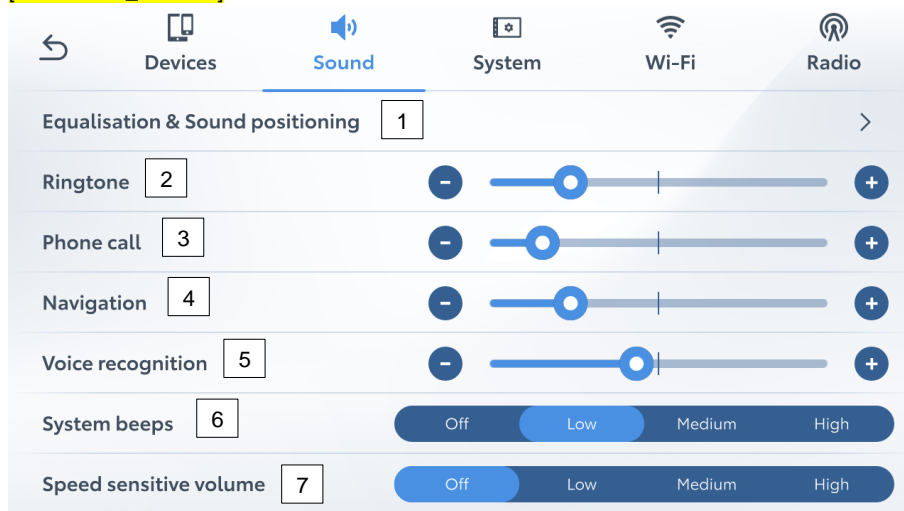 Devices
Sound
System
Wi-Fi
Radio
Equalisation & Sound positioning 1
Ringtone 2
Phone call 3
Navigation 4
Voice recognition 5
System beeps 6 Off Low Medium High
Speed sensitive volume 7 Off Low Medium High